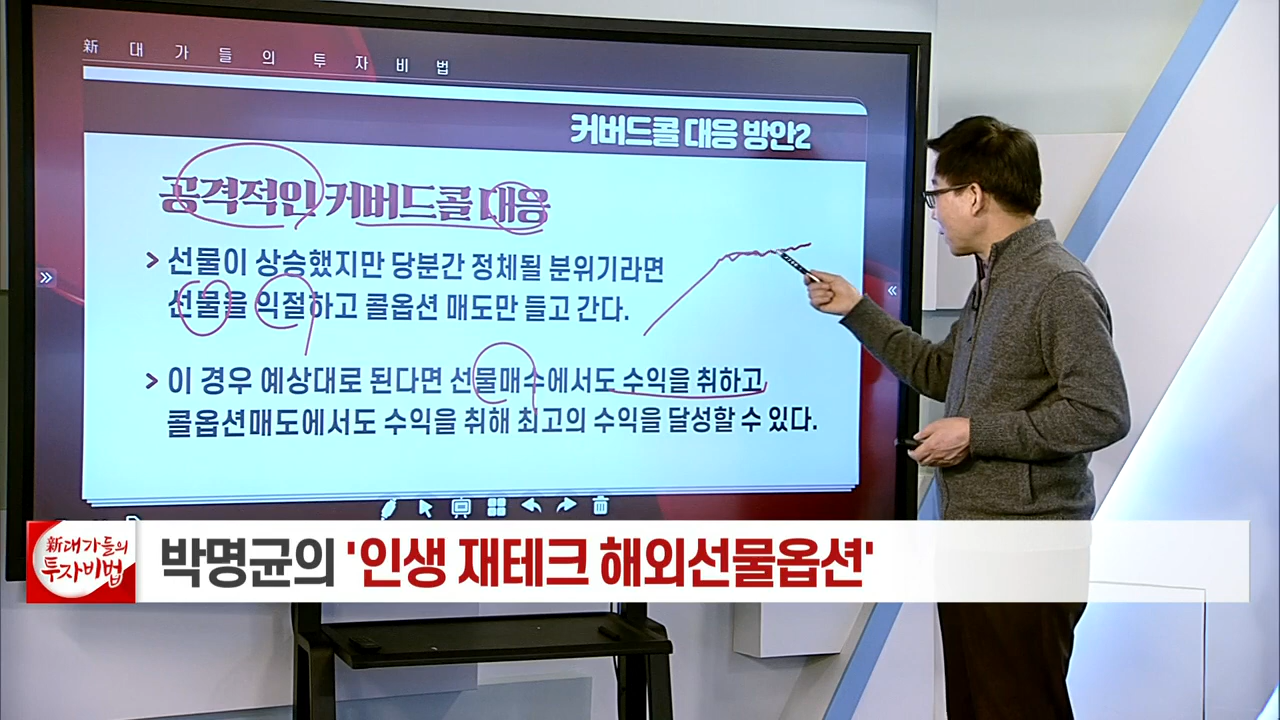 新 대 가 들 의 투 자 비 법
커버드콜 대응 방안2
공격적인 커버드콜 대응
> 선물이 상승했지만 당분간 정체될 분위기라면
선물을 익절하고 콜옵션 매도만 들고 간다.
> 이 경우 예상대로 된다면 선물매수에서도 수익을 취하고
콜옵션매도에서도 수익을 취해 최고의 수익을 달성할 수 있다.
新대가들의
투자비법
박명균의 '인생 재테크 해외선물옵션'